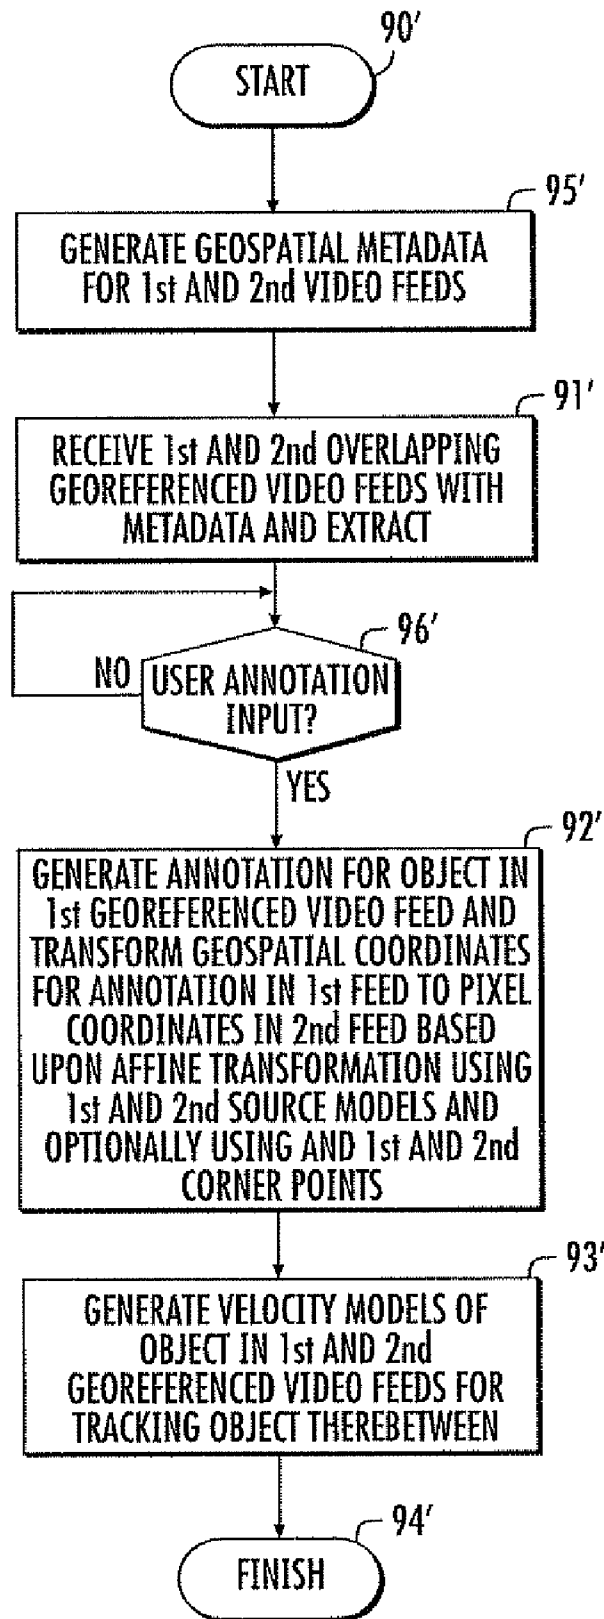 90'
START
95'
GENERATE GEOSPATIAL METADATA
FOR 1st AND 2nd VIDEO FEEDS
91'
RECEIVE 1st AND 2nd OVERLAPPING
GEOREFERENCED VIDEO FEEDS WITH
METADATA AND EXTRACT
96'
NO
USER ANNOTATION
INPUT?
YES
92'
GENERATE ANNOTATION FOR OBJECT IN
1st GEOREFERENCED VIDEO FEED AND
TRANSFORM GEOSPATIAL COORDINATES
FOR ANNOTATION IN 1st FEED TO PIXEL
COORDINATES IN 2nd FEED BASED
UPON AFFINE TRANSFORMATION USING
1st AND 2nd SOURCE MODELS AND
OPTIONALLY USING AND 1st AND 2nd
CORNER POINTS
93'
GENERATE VELOCITY MODELS OF
OBJECT IN 1st AND 2nd
GEOREFERENCED VIDEO FEEDS FOR
TRACKING OBJECT THEREBETWEEN
94'
FINISH